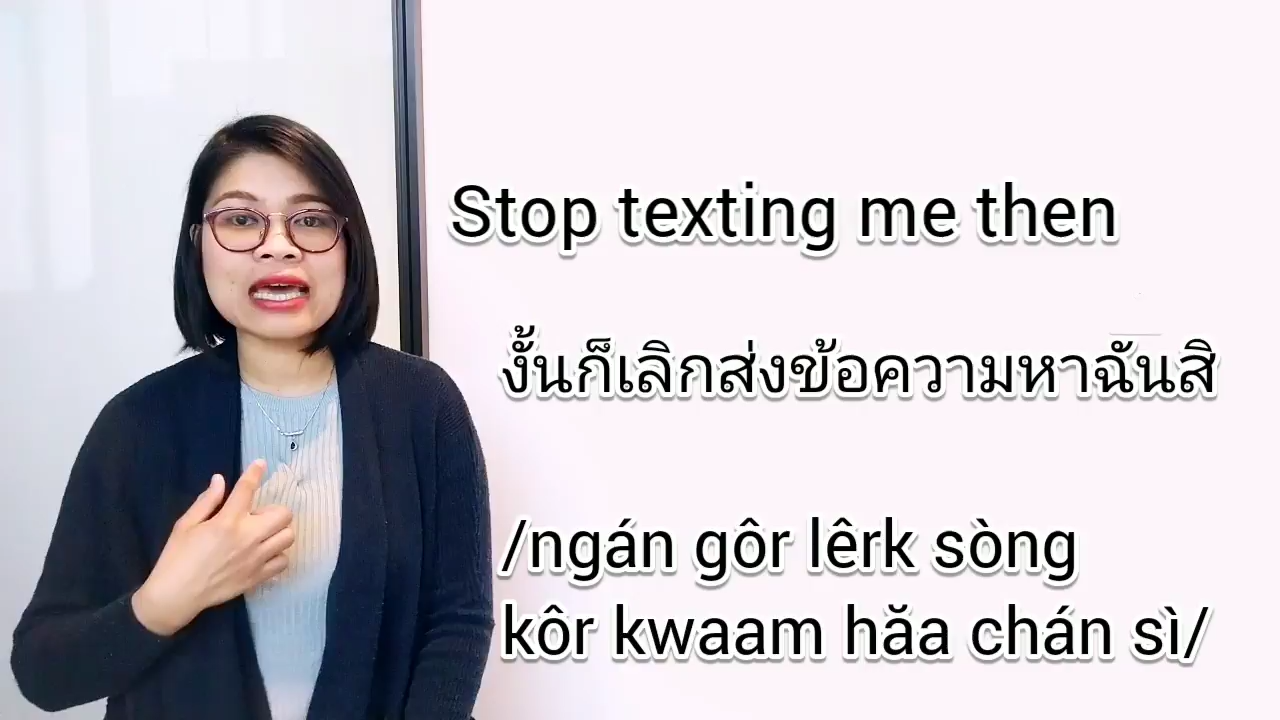 Stop texting me then
งั้นก็เลิกส่งข้อความหาฉันสิ
/ngán gôr lêrk sòng
kôr kwaam hăa chán sì/